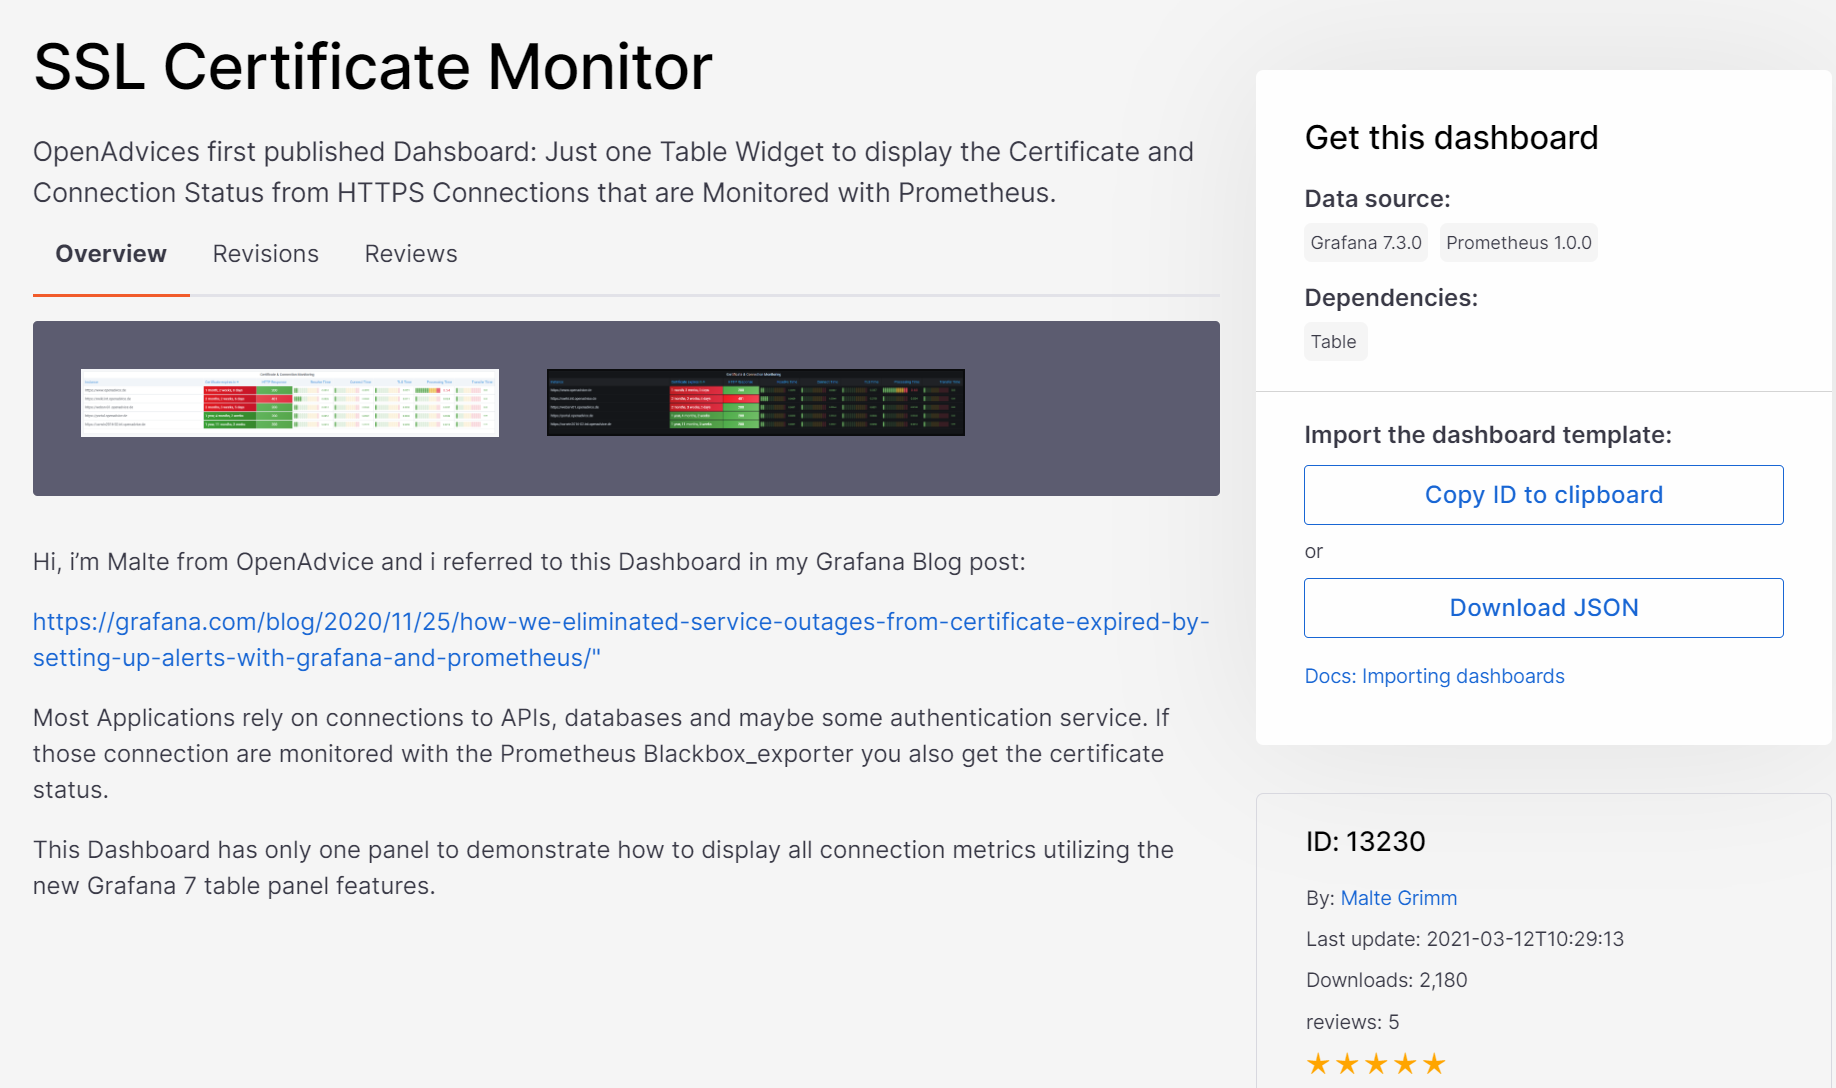 SSL Certificate Monitor
OpenAdvices first published Dahsboard: Just one Table Widget to display the Certificate and
Connection Status from HTTPS Connections that are Monitored with Prometheus.
Overview Revisions Reviews
Certificate & Connection Monitoring
Certificate & Connection Monitoring
Hi, i’m Malte from OpenAdvice and i referred to this Dashboard in my Grafana Blog post:
https://grafana.com/blog/2020/11/25/how-we-eliminated-service-outages-from-certificate-expired-by-
setting-up-alerts-with-grafana-and-prometheus/"
Most Applications rely on connections to APIs, databases and maybe some authentication service. If
those connection are monitored with the Prometheus Blackbox_exporter you also get the certificate
status.
This Dashboard has only one panel to demonstrate how to display all connection metrics utilizing the
new Grafana 7 table panel features.
Get this dashboard
Data source:
Grafana 7.3.0 Prometheus 1.0.0
Dependencies:
Table
Import the dashboard template:
Copy ID to clipboard
or
Download JSON
Docs: Importing dashboards
ID: 13230
By: Malte Grimm
Last update: 2021-03-12T10:29:13
Downloads: 2,180
reviews: 5